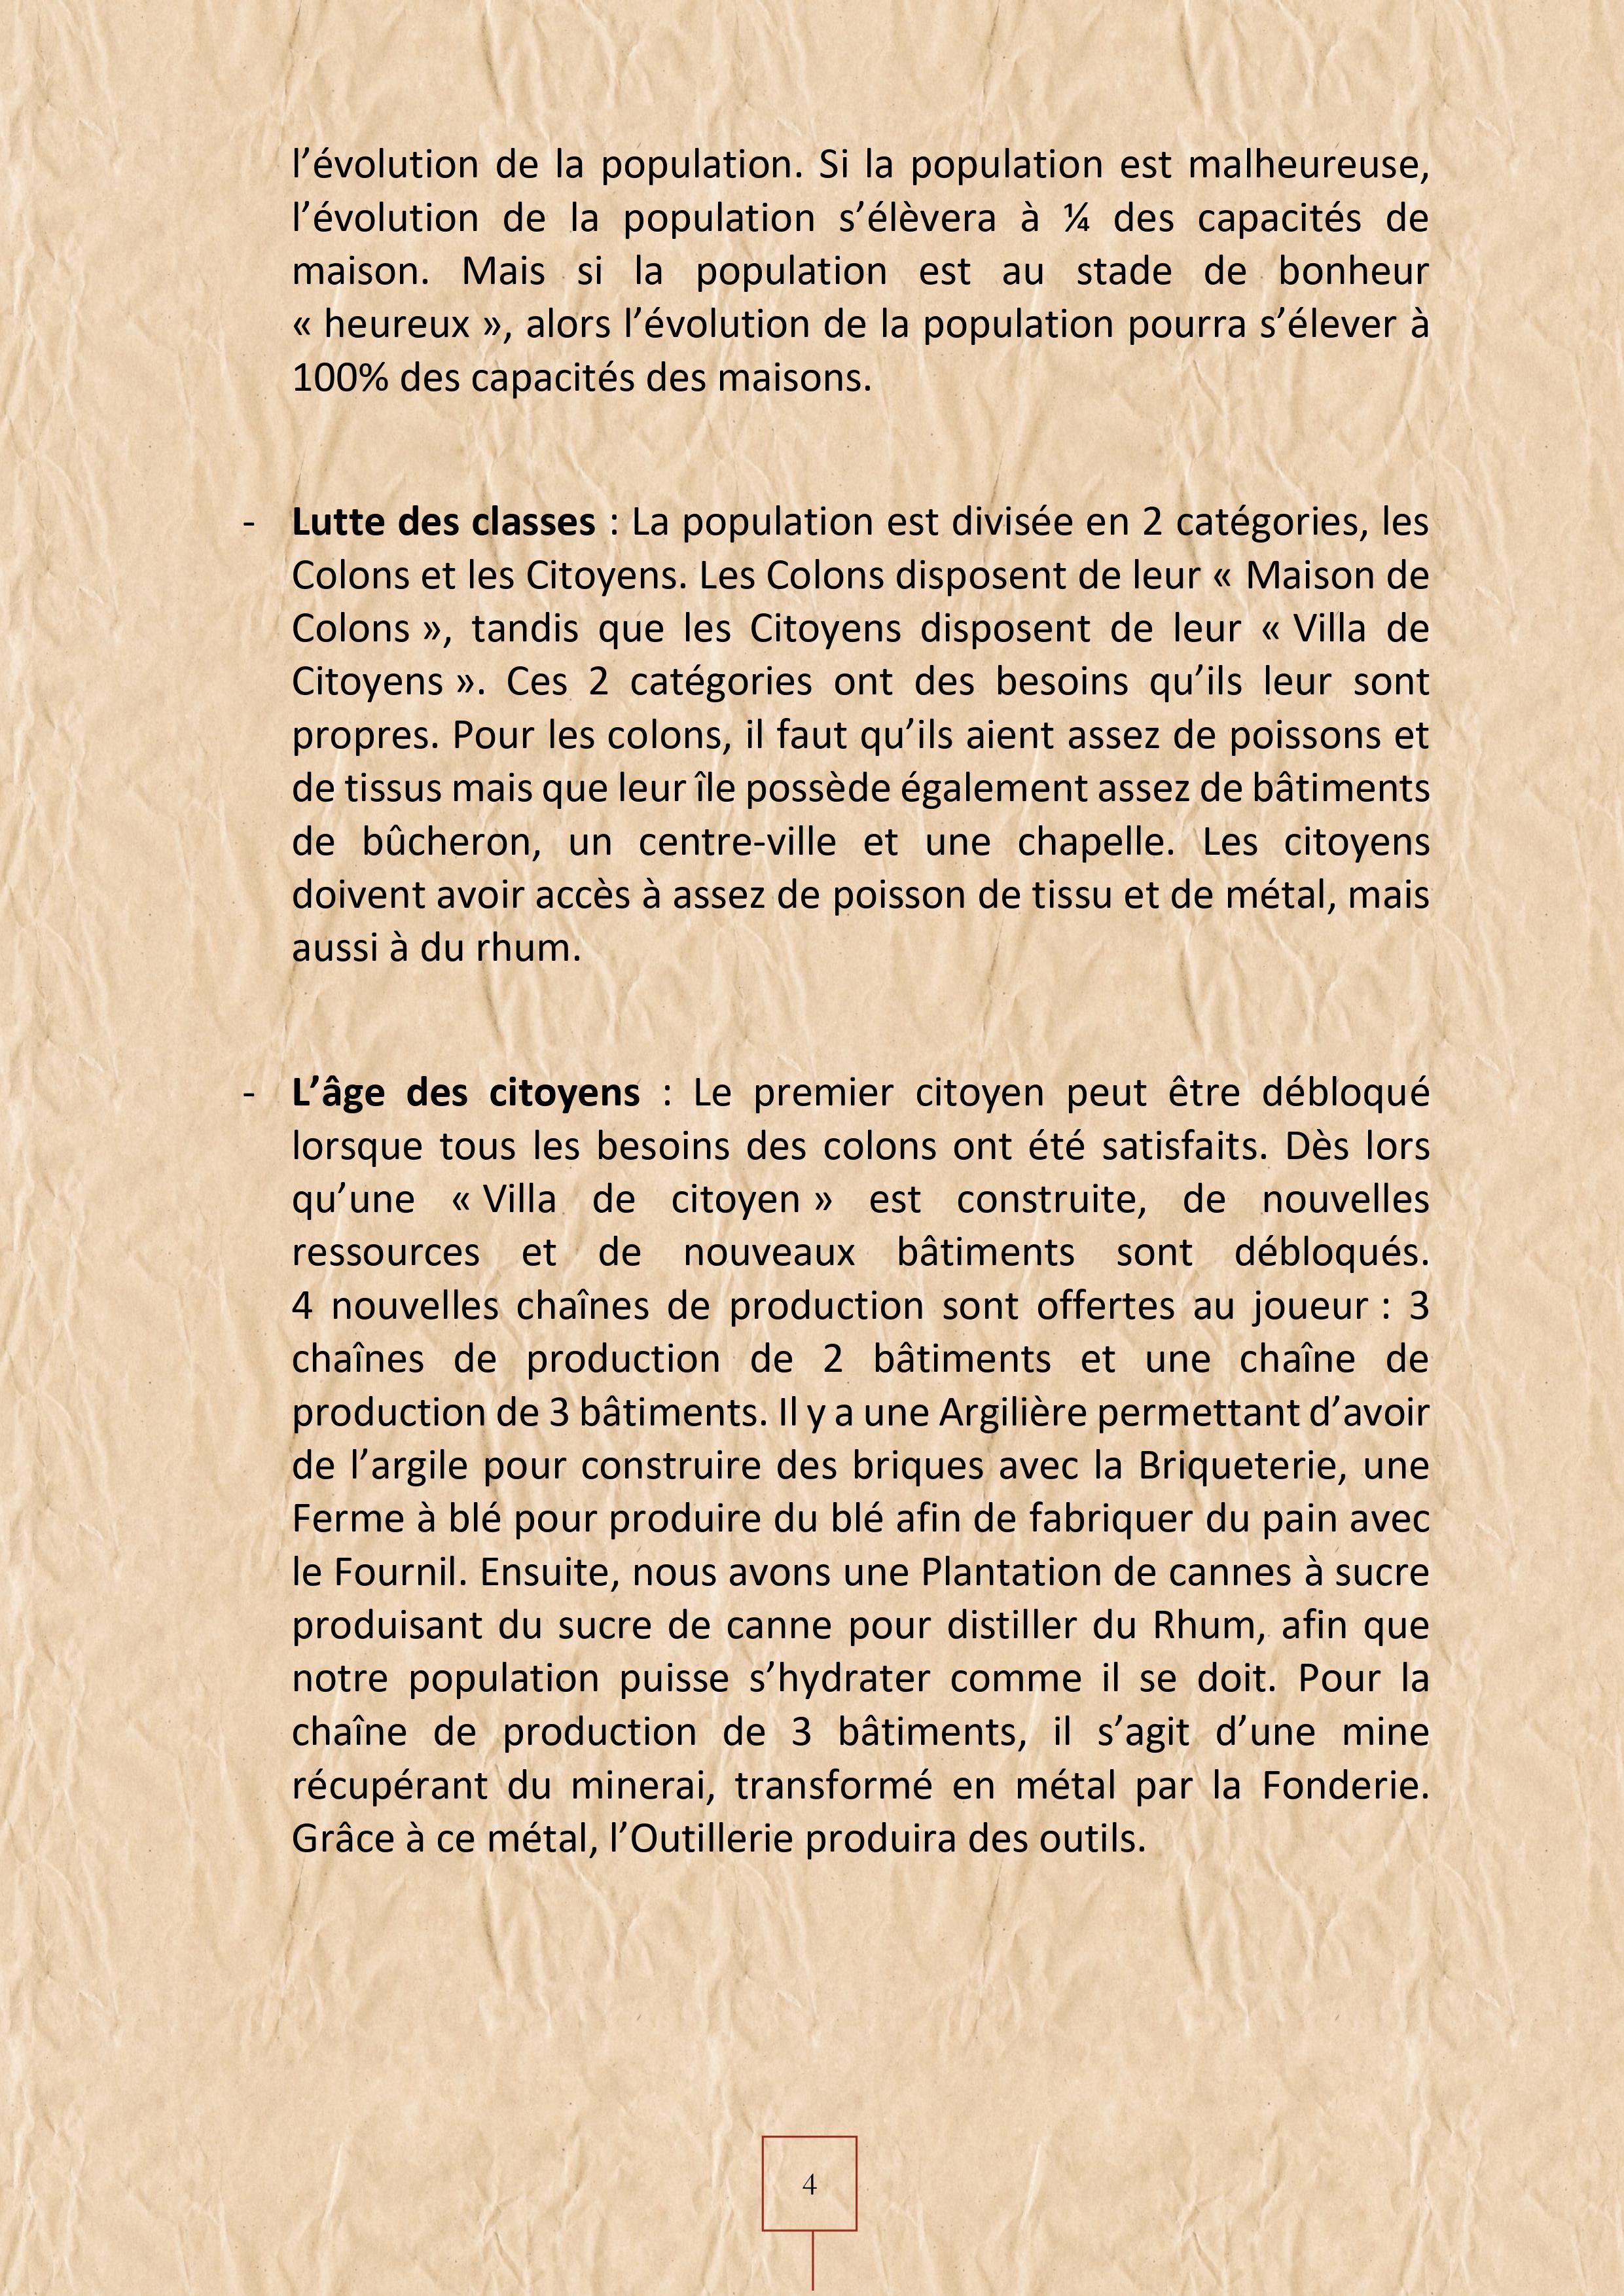 l’évolution de la population. Si la population est malheureuse,
l’évolution de la population s’élèvera à ¼ des capacités de
maison. Mais si la population est au stade de bonheur
« heureux », alors l’évolution de la population pourra s’élever à
100% des capacités des maisons.
- Lutte des classes : La population est divisée en 2 catégories, les
Colons et les Citoyens. Les Colons disposent de leur « Maison de
Colons », tandis que les Citoyens disposent de leur « Villa de
Citoyens ». Ces 2 catégories ont des besoins qu’ils leur sont
propres. Pour les colons, il faut qu’ils aient assez de poissons et
de tissus mais que leur île possède également assez de bâtiments
de bûcheron, un centre-ville et une chapelle. Les citoyens
doivent avoir accès à assez de poisson de tissu et de métal, mais
aussi à du rhum.
- L’âge des citoyens : Le premier citoyen peut être débloqué
lorsque tous les besoins des colons ont été satisfaits. Dès lors
qu’une « Villa de citoyen » est construite, de nouvelles
ressources et de nouveaux bâtiments sont débloqués.
4 nouvelles chaînes de production sont offertes au joueur : 3
chaînes de production de 2 bâtiments et une chaîne de
production de 3 bâtiments. Il y a une Argilière permettant d’avoir
de l’argile pour construire des briques avec la Briqueterie, une
Ferme à blé pour produire du blé afin de fabriquer du pain avec
le Fournil. Ensuite, nous avons une Plantation de cannes à sucre
produisant du sucre de canne pour distiller du Rhum, afin que
notre population puisse s’hydrater comme il se doit. Pour la
chaîne de production de 3 bâtiments, il s’agit d’une mine
récupérant du minerai, transformé en métal par la Fonderie.
Grâce à ce métal, l’Outillerie produira des outils.
4